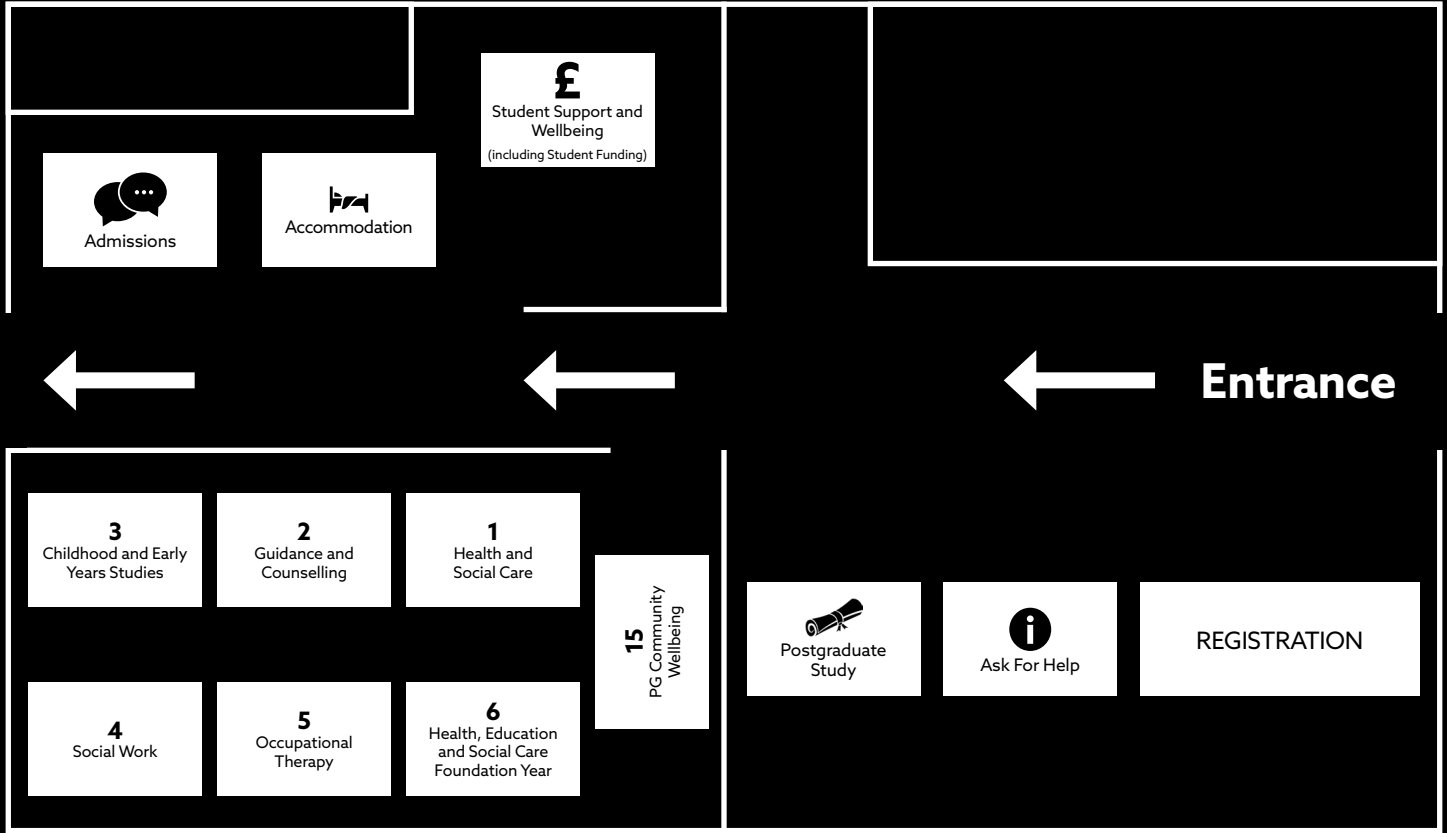 £
Student Support and
Wellbeing
(including Student Funding)
Admissions
Accommodation
Entrance
3
Childhood and Early
Years Studies
2
Guidance and
Counselling
1
Health and
Social Care
15
PG Community
Wellbeing
Postgraduate
Study
i
Ask For Help
REGISTRATION
4
Social Work
5
Occupational
Therapy
6
Health, Education
and Social Care
Foundation Year